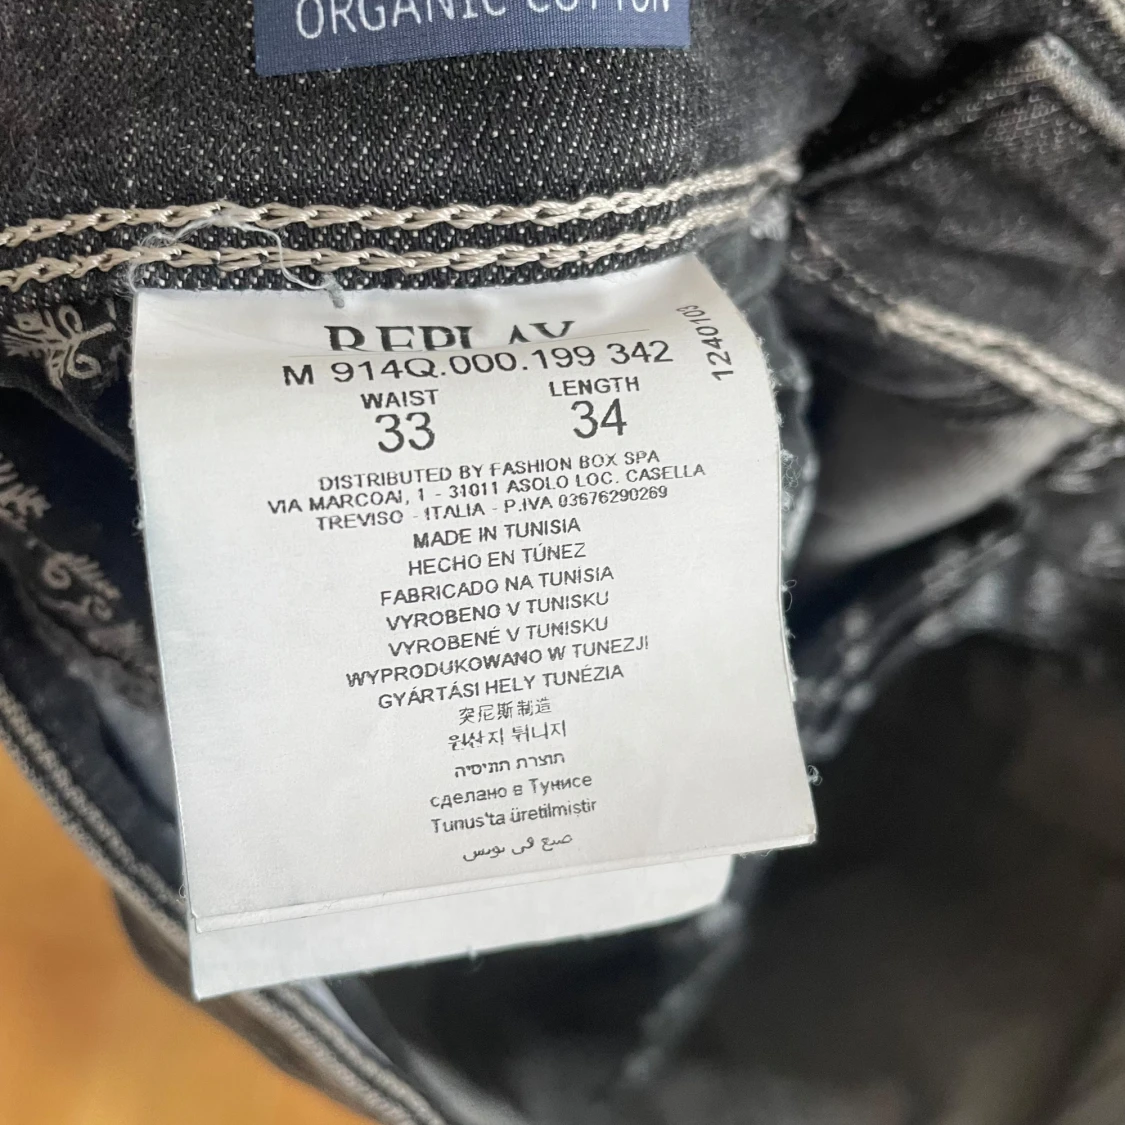 ORGANIC COTTON
REPLAY
M 914Q.000.199 342
1240103
WAIST LENGTH
33 34
DISTRIBUTED BY FASHION BOX SPA
VIA MARCOAI, 1 - 31011 ASOLO LOC. CASELLA
TREVISO - ITALIA - P.IVA 03676290269
MADE IN TUNISIA
HECHO EN TÚNEZ
FABRICADO NA TUNÍSIA
VYROBENO V TUNISKU
VYROBENÉ V TUNISKU
WYPRODUKOWANO W TUNEZJI
GYÁRTÁSI HELY TUNÉZIA
突尼斯制造
원산지 튀니지
תוצרת תוניסיה
сделано в Тунисе
Tunus'ta üretilmiştir
صنع في تونس